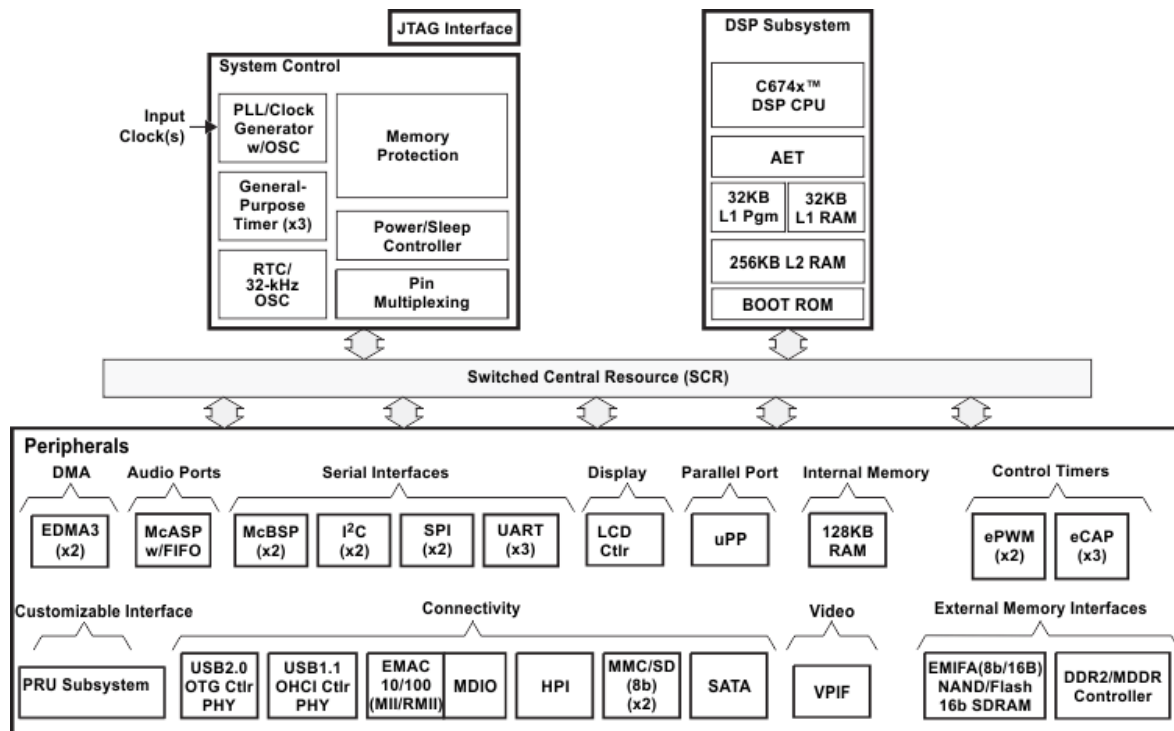 JTAG Interface
System Control
Input
Clock(s)
PLL/Clock
Generator
w/OSC
General-
Purpose
Timer (x3)
RTC/
32-kHz
OSC
Memory
Protection
Power/Sleep
Controller
Pin
Multiplexing
DSP Subsystem
C674x™
DSP CPU
AET
32KB
L1 Pgm
32KB
L1 RAM
256KB L2 RAM
BOOT ROM
Switched Central Resource (SCR)
Peripherals
DMA
EDMA3
(x2)
Audio Ports
McASP
w/FIFO
Serial Interfaces
McBSP
(x2)
I²C
(x2)
SPI
(x2)
UART
(x3)
Display
LCD
Ctlr
Parallel Port
uPP
Internal Memory
128KB
RAM
Control Timers
ePWM
(x2)
eCAP
(x3)
Customizable Interface
PRU Subsystem
Connectivity
USB2.0
OTG Ctlr
PHY
USB1.1
OHCI Ctlr
PHY
EMAC
10/100
(MII/RMII)
MDIO
HPI
MMC/SD
(8b)
(x2)
SATA
Video
VPIF
External Memory Interfaces
EMIFA(8b/16B)
NAND/Flash
16b SDRAM
DDR2/MDDR
Controller